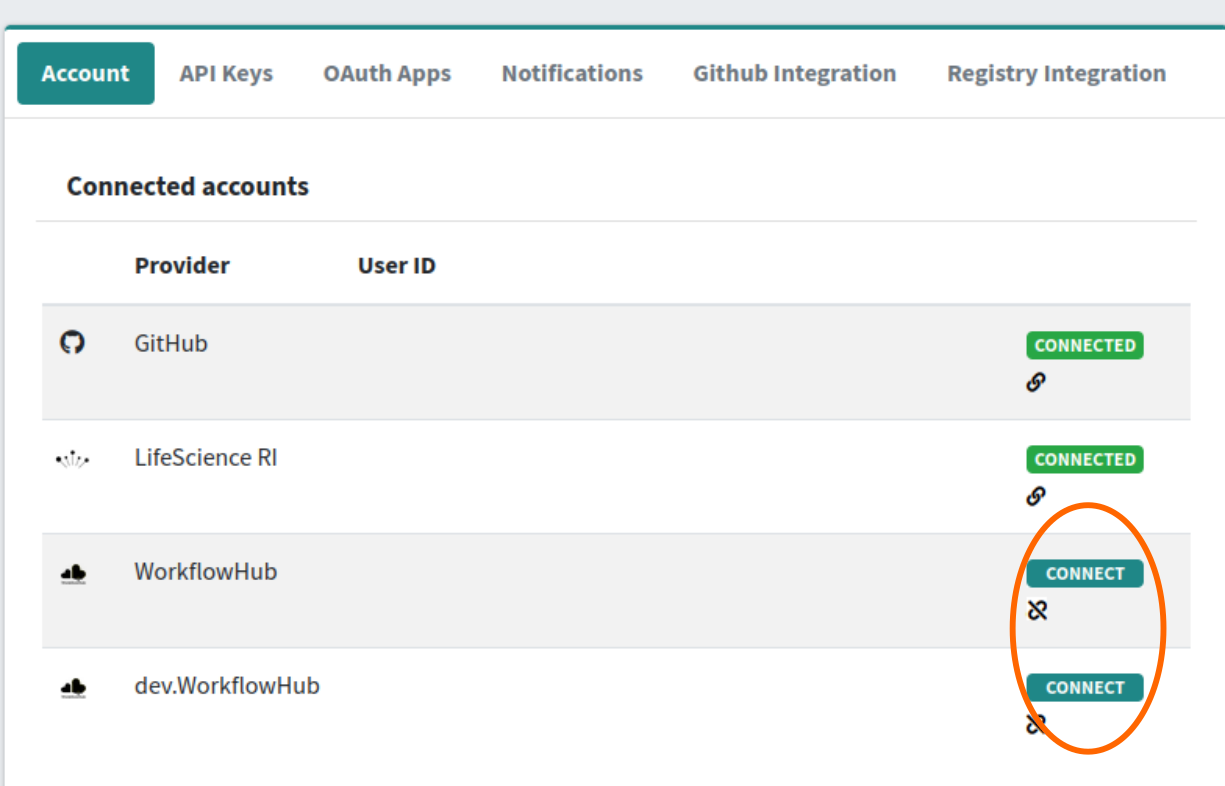 Account API Keys OAuth Apps Notifications Github Integration Registry Integration
Connected accounts
Provider User ID
GitHub CONNECTED
LifeScience RI CONNECTED
WorkflowHub CONNECT
dev.WorkflowHub CONNECT